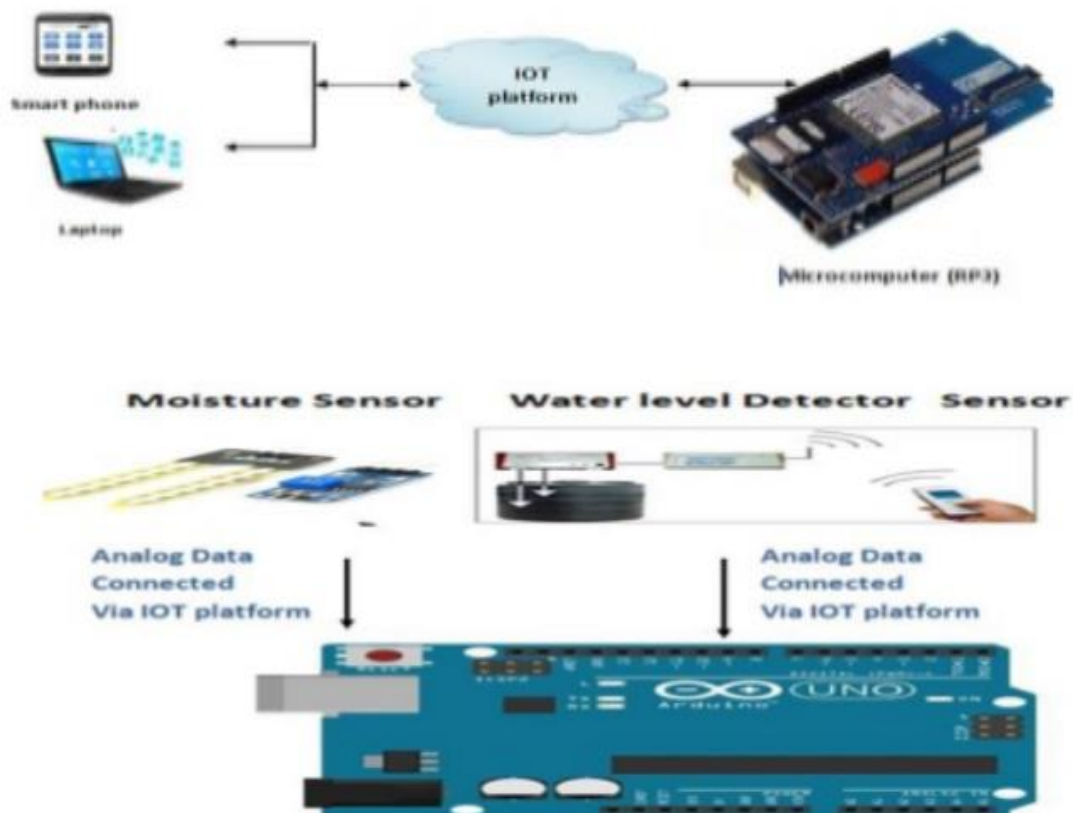 IOT
platform
Smart phone
Laptop
Microcomputer (RP3)
Moisture Sensor
Water level Detector Sensor
Analog Data
Connected
Via IOT platform
Analog Data
Connected
Via IOT platform
UNO
Arduino